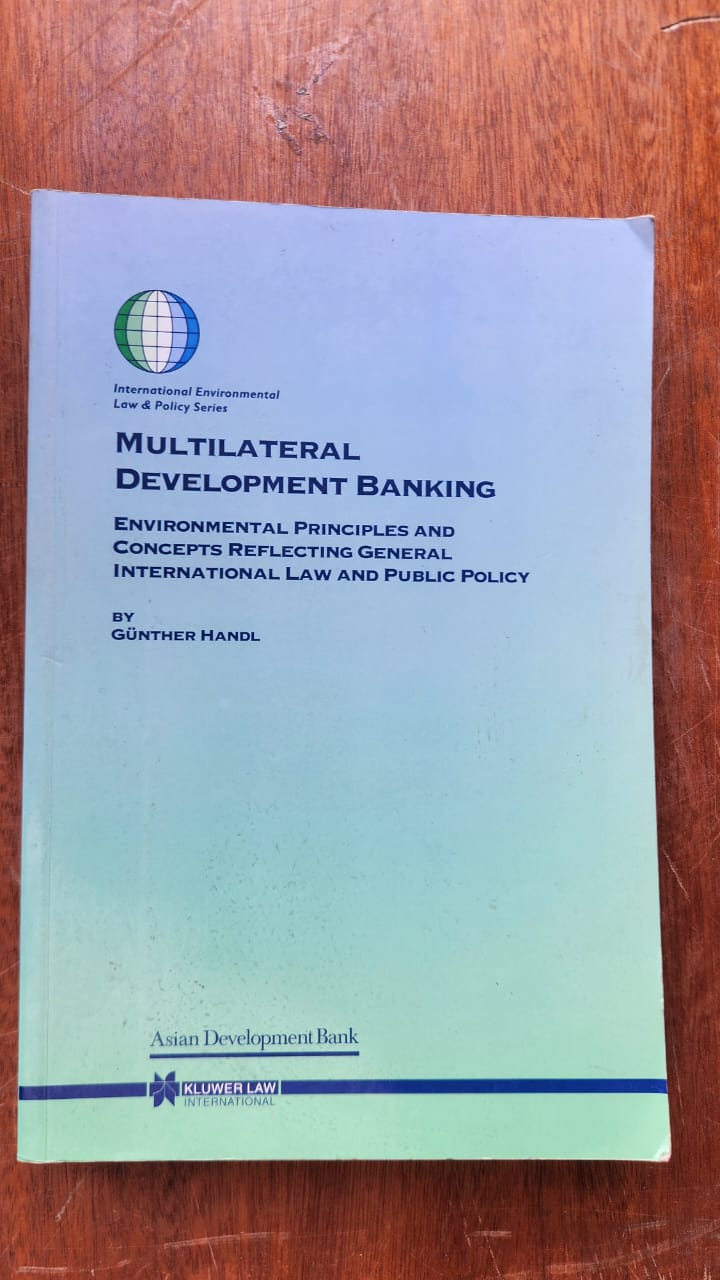 International Environmental
Law & Policy Series
MULTILATERAL
DEVELOPMENT BANKING
ENVIRONMENTAL PRINCIPLES AND
CONCEPTS REFLECTING GENERAL
INTERNATIONAL LAW AND PUBLIC POLICY
BY
GÜNTHER HANDL
Asian Development Bank
KLUWER LAW
INTERNATIONAL